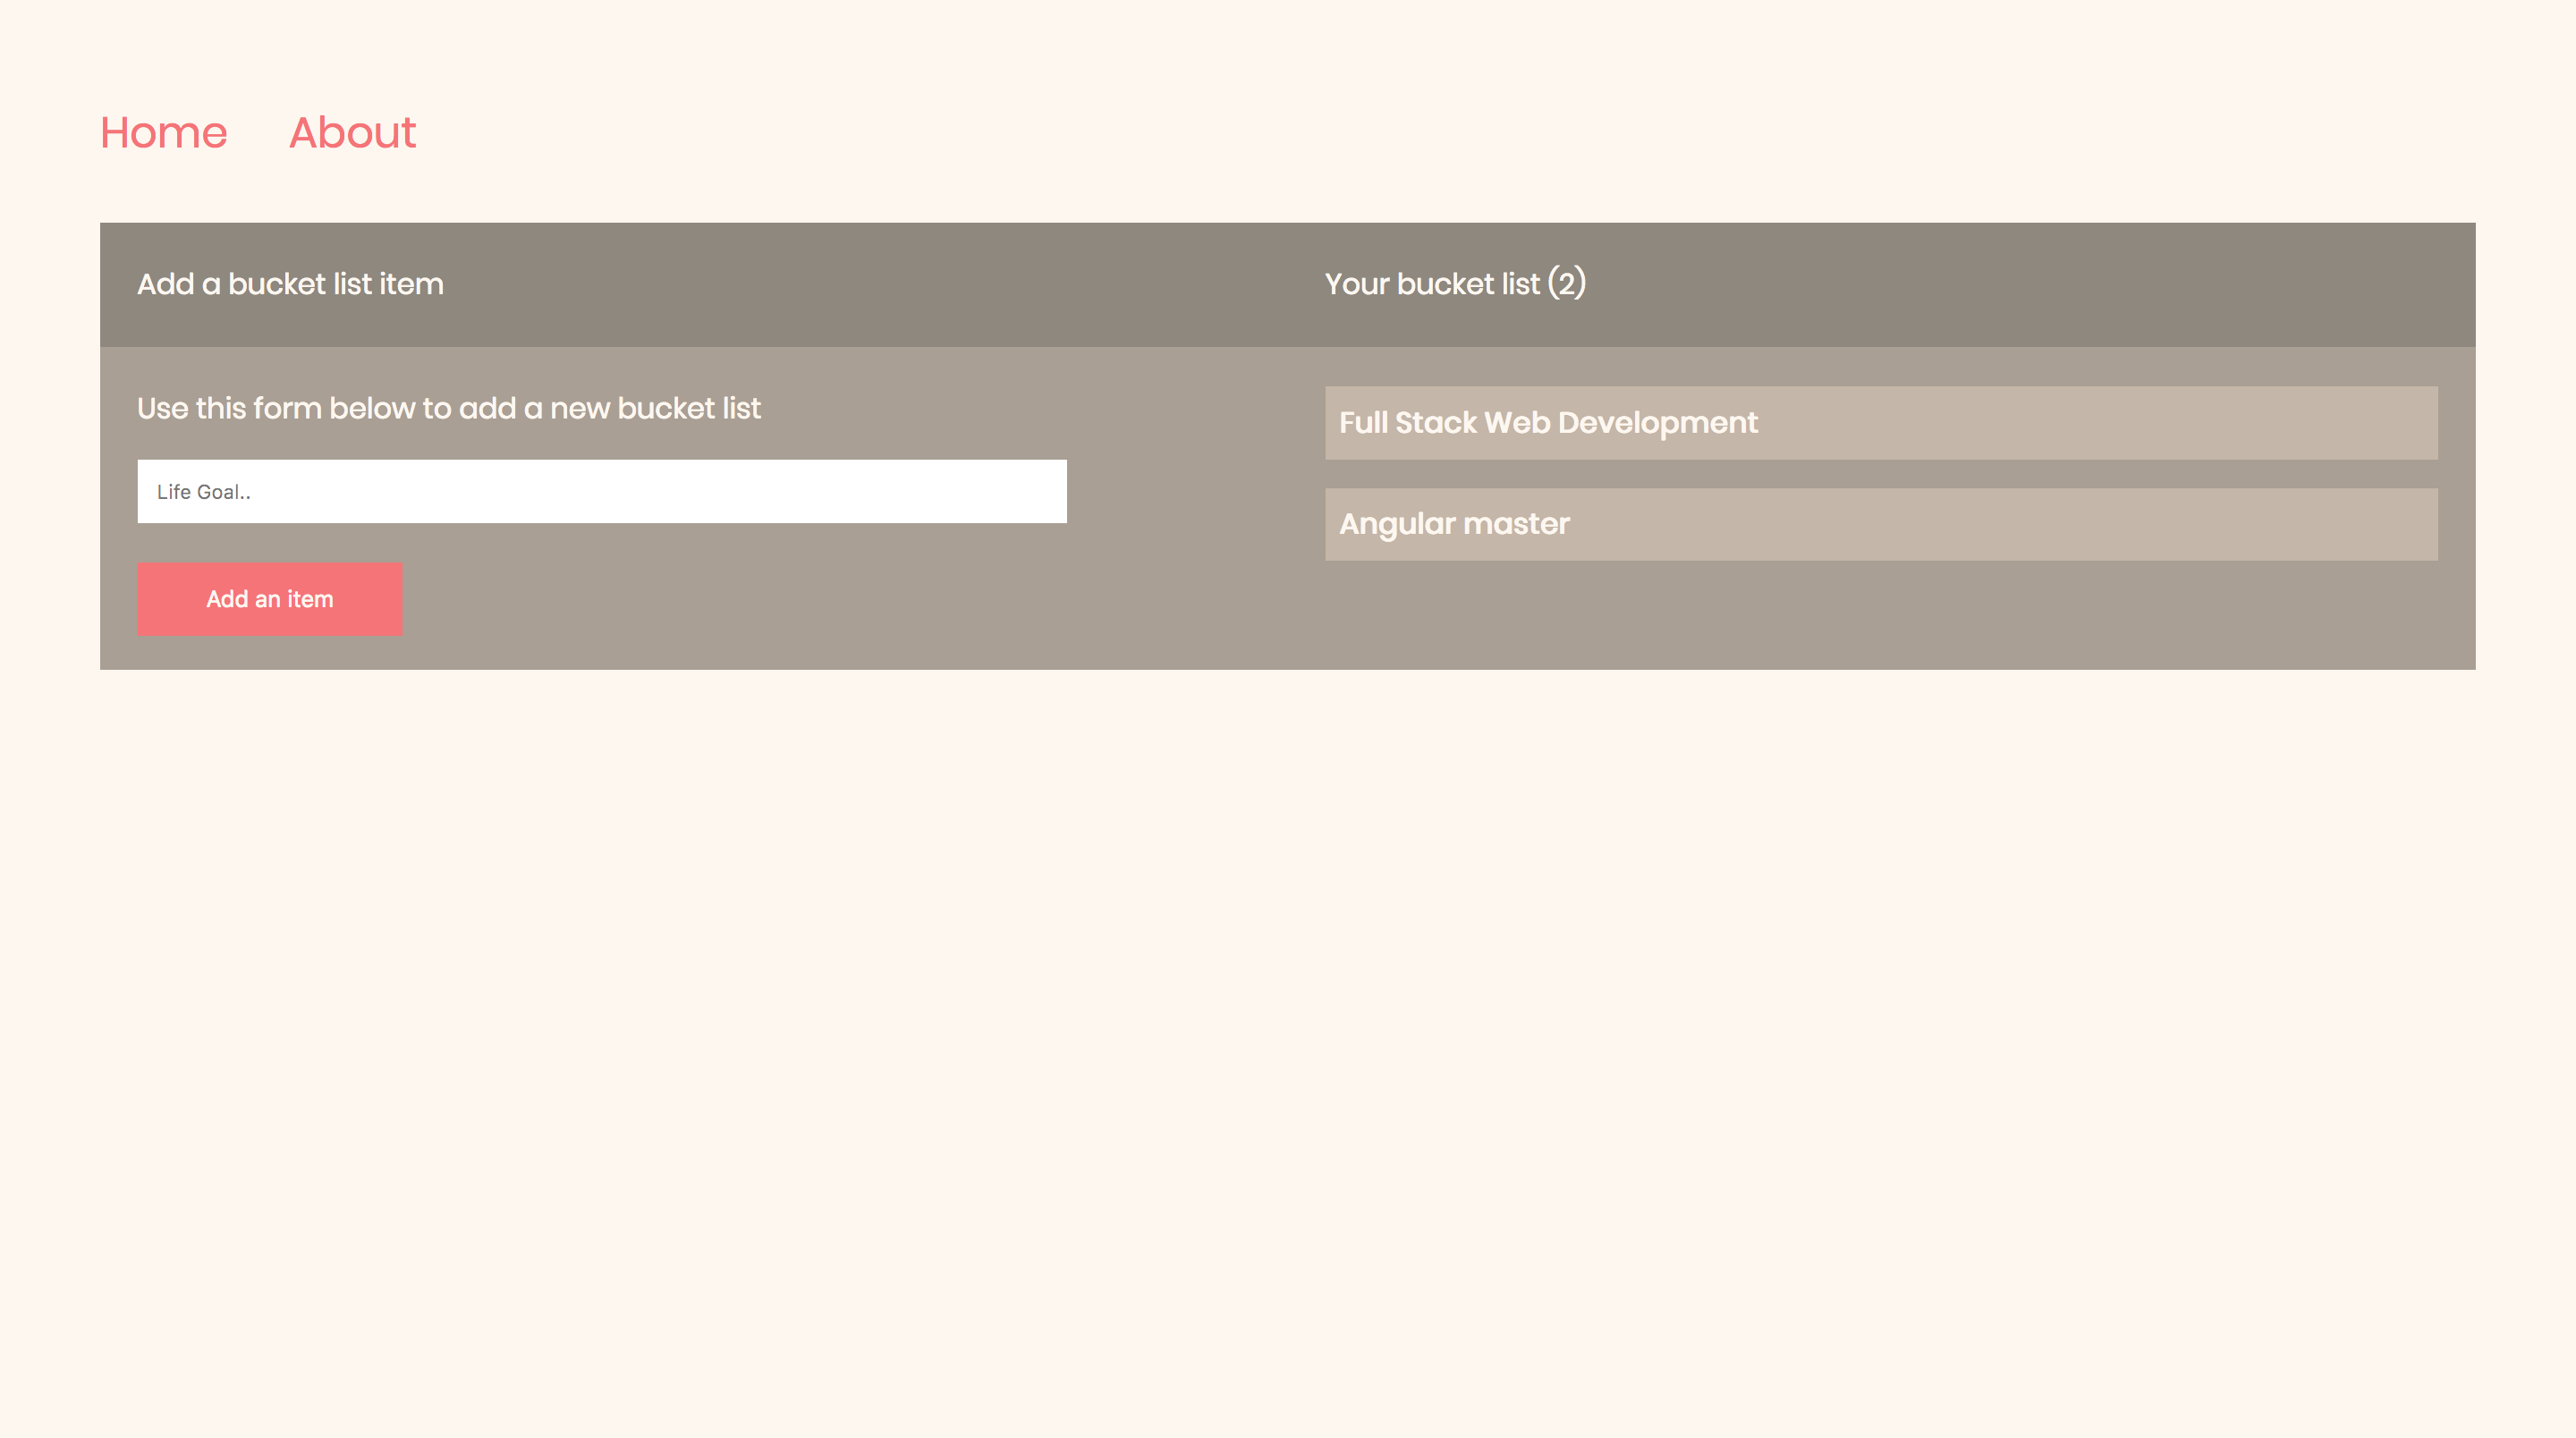 Home About
Add a bucket list item
Your bucket list (2)
Use this form below to add a new bucket list
Life Goal..
Add an item
Full Stack Web Development
Angular master